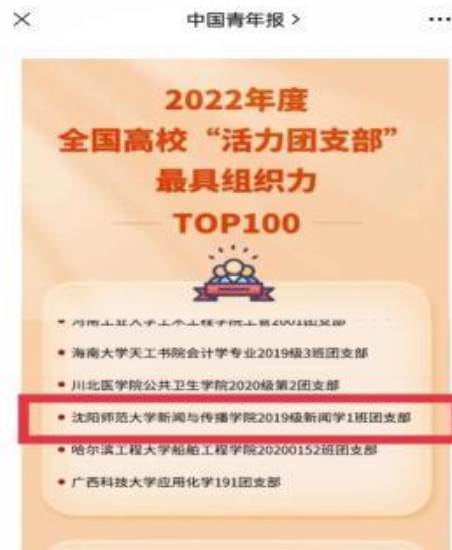 中国青年报 >
2022年度
全国高校“活力团支部”
最具组织力
TOP100
海南大学天工书院会计学专业2019级3班团支部
川北医学院公共卫生学院2020级第2团支部
沈阳师范大学新闻与传播学院2019级新闻学1班团支部
哈尔滨工程大学船舶工程学院20200152班团支部
广西科技大学应用化学191团支部